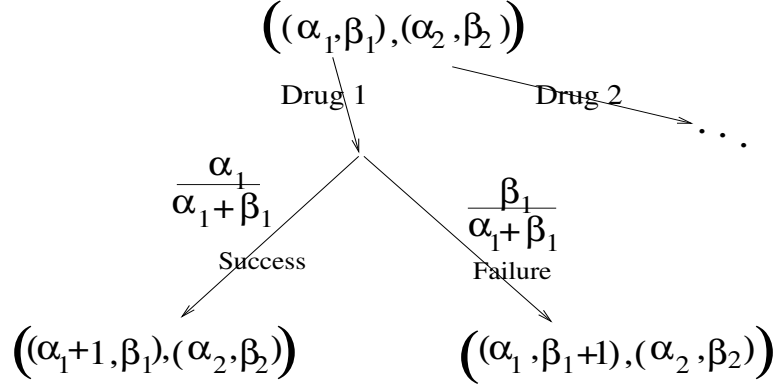 ((α₁,β₁),(α₂,β₂))
Drug 1 Drug 2
. . .
α₁ / α₁+β₁
β₁ / α₁+β₁
Success Failure
((α₁+1,β₁),(α₂,β₂)) ((α₁,β₁+1),(α₂,β₂))